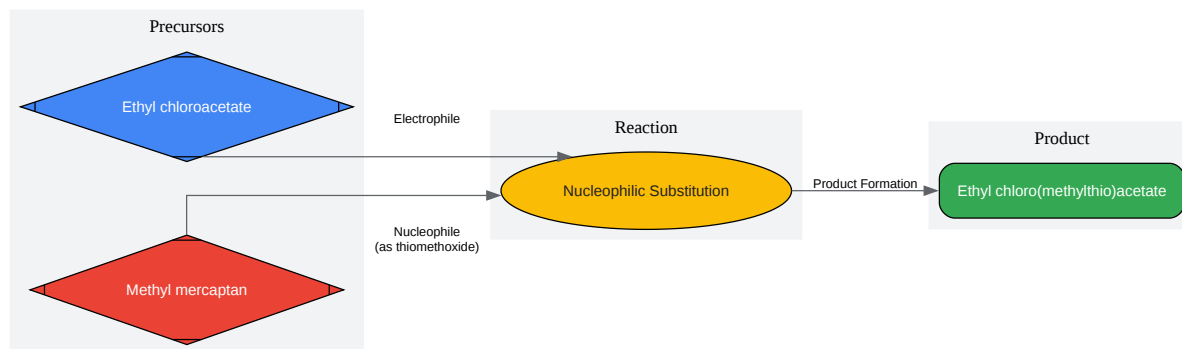 Precursors
Ethyl chloroacetate
Electrophile
Reaction
Nucleophilic Substitution
Product Formation
Product
Ethyl chloro(methylthio)acetate
Nucleophile
(as thiomethoxide)
Methyl mercaptan